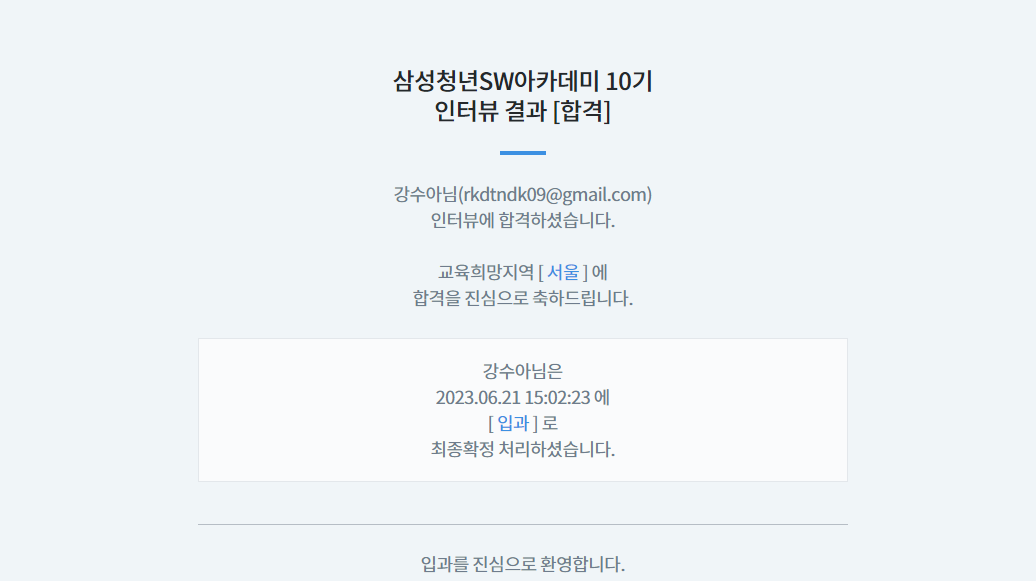 삼성청년SW아카데미 10기
인터뷰 결과 [합격]
강수아님(rkdtndk09@gmail.com)
인터뷰에 합격하셨습니다.
교육희망지역 [ 서울 ] 에
합격을 진심으로 축하드립니다.
강수아님은
2023.06.21 15:02:23 에
[ 입과 ] 로
최종확정 처리하셨습니다.
입과를 진심으로 환영합니다.